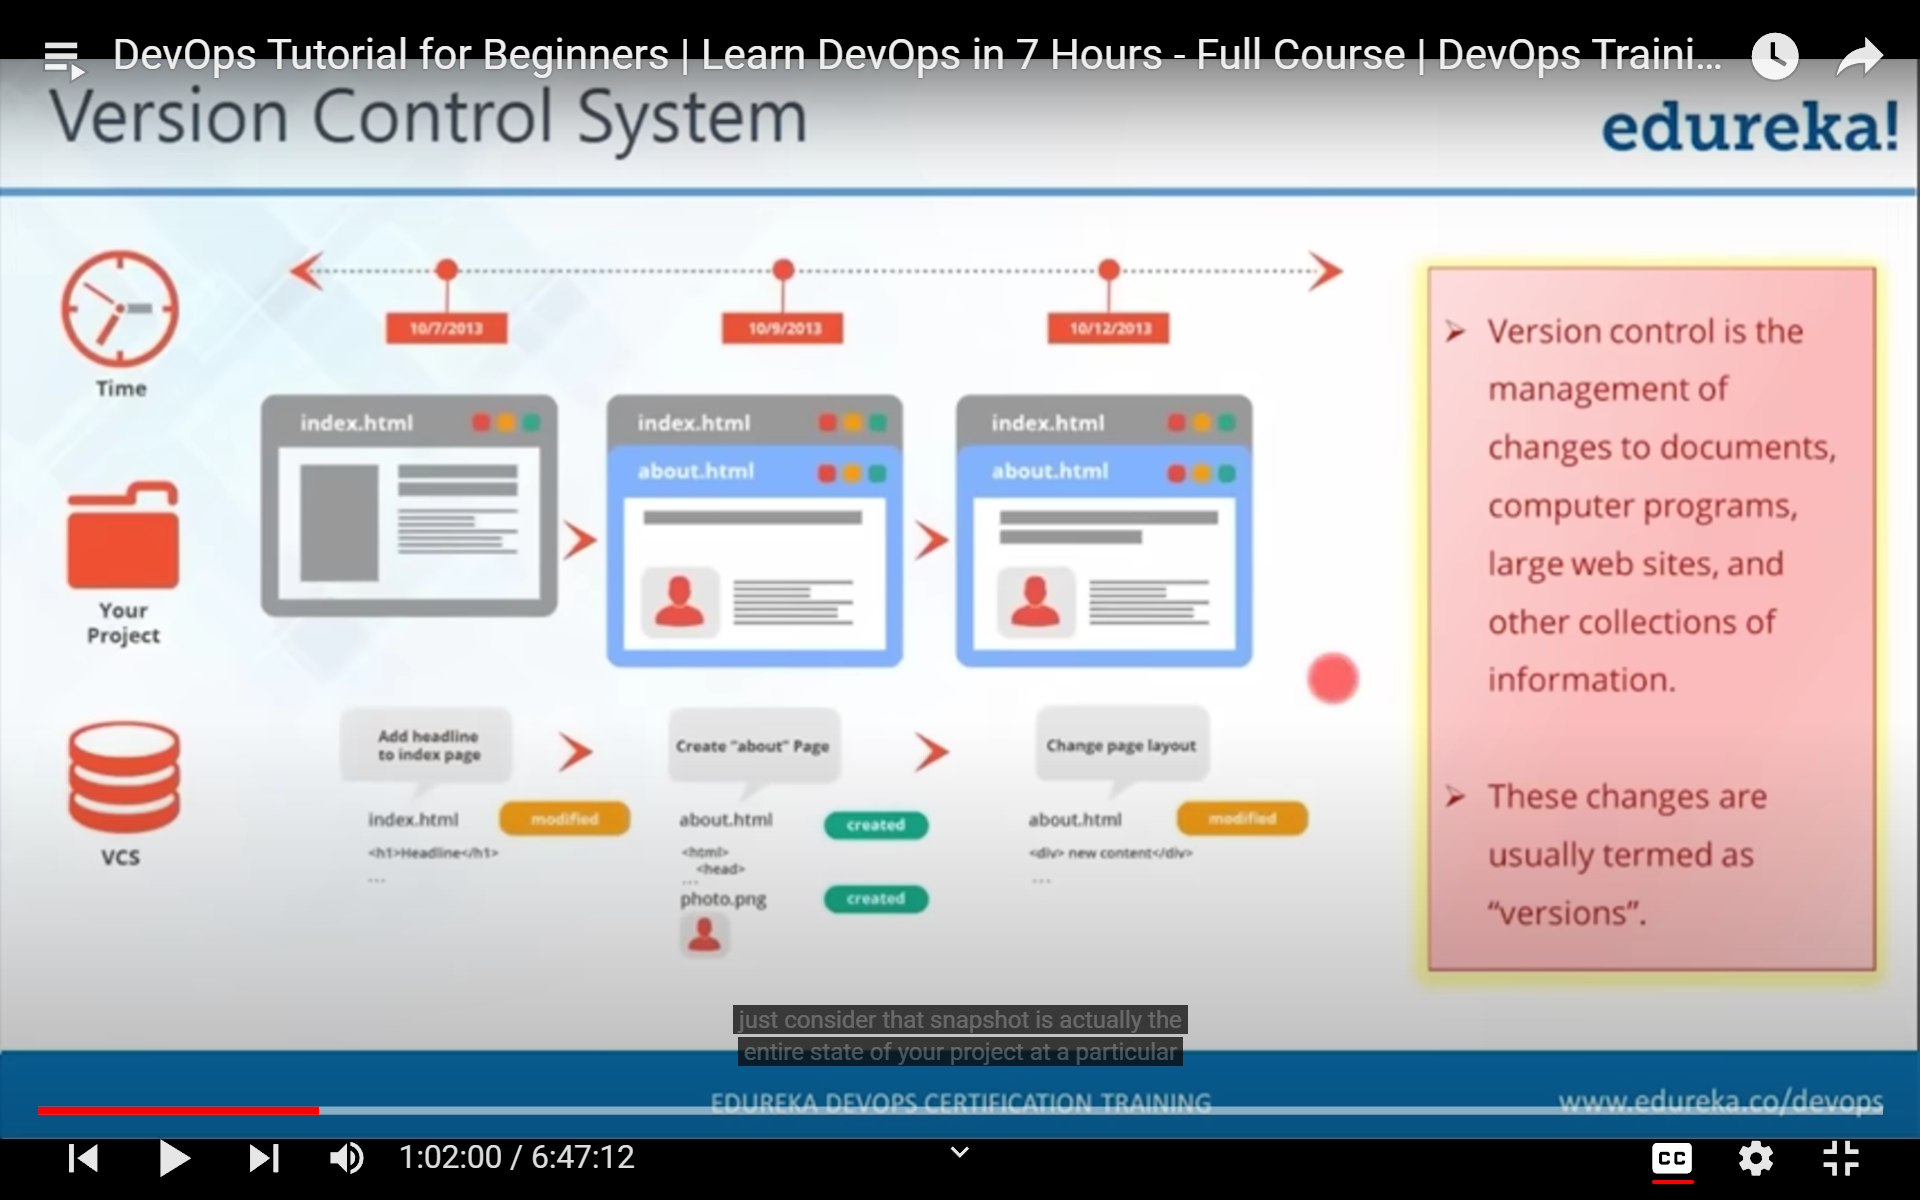 DevOps Tutorial for Beginners | Learn DevOps in 7 Hours - Full Course | DevOps Traini...
Version Control System
edureka!
Time
10/7/2013
10/9/2013
10/12/2013
Your
Project
index.html
index.html
about.html
index.html
about.html
VCS
Add headline
to index page
Create "about" Page
Change page layout
index.html
modified
<h1>Headline</h1>
...
about.html
created
<html>
<head>
...
photo.png
created
about.html
modified
<div> new content</div>
...
➢ Version control is the
management of
changes to documents,
computer programs,
large web sites, and
other collections of
information.
➢ These changes are
usually termed as
“versions”.
just consider that snapshot is actually the
entire state of your project at a particular
EDUREKA DEVOPS CERTIFICATION TRAINING
www.edureka.co/devops
1:02:00 / 6:47:12
CC